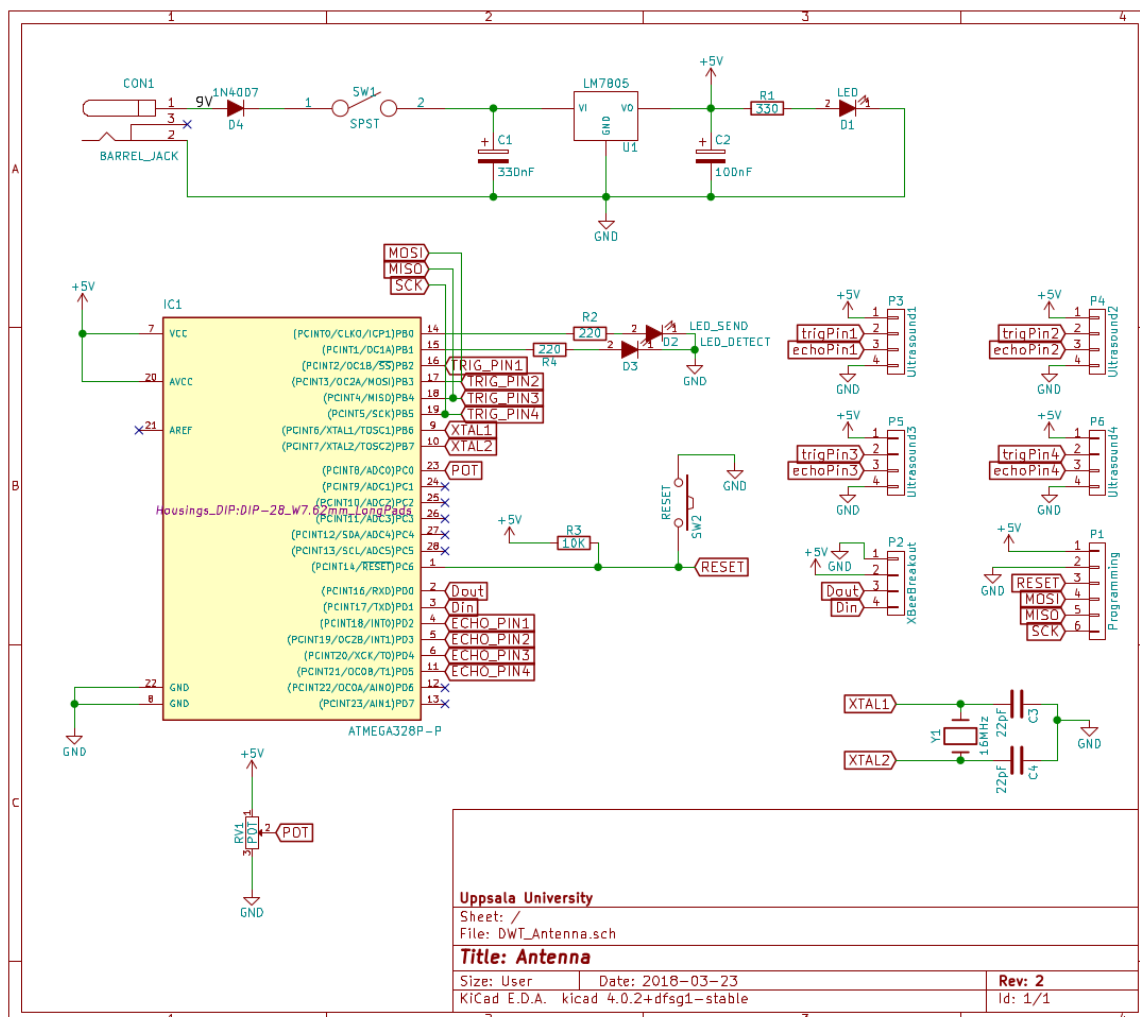 1 2 3 4
CON1
BARREL_JACK
1
3
2
9V
1N4007
D4
1 SW1 2
SPST
C1
330nF
LM7805
VI VO
GND
U1
+5V
C2
100nF
R1
330
LED
2 1
D1
GND
A
MOSI
MISO
SCK
+5V
IC1
7 VCC
20 AVCC
21 AREF
22 GND
8 GND
GND
(PCINT0/CLKO/ICP1)PB0 14
(PCINT1/OC1A)PB1 15
(PCINT2/OC1B/SS)PB2 16 TRIG_PIN1
(PCINT3/OC2A/MOSI)PB3 17 TRIG_PIN2
(PCINT4/MISO)PB4 18 TRIG_PIN3
(PCINT5/SCK)PB5 19 TRIG_PIN4
(PCINT6/XTAL1/TOSC1)PB6 9 XTAL1
(PCINT7/XTAL2/TOSC2)PB7 10 XTAL2
(PCINT8/ADC0)PC0 23 POT
(PCINT9/ADC1)PC1 24
(PCINT10/ADC2)PC2 25
Housings_DIP:DIP-28_W7.62mm_LongPads
(PCINT11/ADC3)PC3 26
(PCINT12/SDA/ADC4)PC4 27
(PCINT13/SCL/ADC5)PC5 28
(PCINT14/RESET)PC6 1
(PCINT16/RXD)PD0 2 Dout
(PCINT17/TXD)PD1 3 Din
(PCINT18/INT0)PD2 4 ECHO_PIN1
(PCINT19/OC2B/INT1)PD3 5 ECHO_PIN2
(PCINT20/XCK/T0)PD4 6 ECHO_PIN3
(PCINT21/OC0B/T1)PD5 11 ECHO_PIN4
(PCINT22/OC0A/AIN0)PD6 12
(PCINT23/AIN1)PD7 13
ATMEGA328P-P
R2
220
2 1
LED_SEND
D2
LED_DETECT
220
R4
2 1
D3
GND
+5V
R3
10K
RESET
SW2
GND
RESET
P3
+5V
1
trigPin1 2
echoPin1 3
4
GND
Ultrasound1
P4
+5V
1
trigPin2 2
echoPin2 3
4
GND
Ultrasound2
P5
+5V
1
trigPin3 2
echoPin3 3
4
GND
Ultrasound3
P6
+5V
1
trigPin4 2
echoPin4 3
4
GND
Ultrasound4
B
P2
+5V
GND
1
2
Dout 3
Din 4
XBeeBreakout
P1
+5V
1
GND 2
RESET 3
MOSI 4
MISO 5
SCK 6
Programming
XTAL1
XTAL2
Y1
16MHz
22pF
C3
22pF
C4
GND
C
+5V
RV1
POT
1
2
3
POT
GND
Uppsala University
Sheet: /
File: DWT_Antenna.sch
Title: Antenna
Size: User Date: 2018-03-23 Rev: 2
KiCad E.D.A. kicad 4.0.2+dfsg1-stable Id: 1/1
1 2 3 4